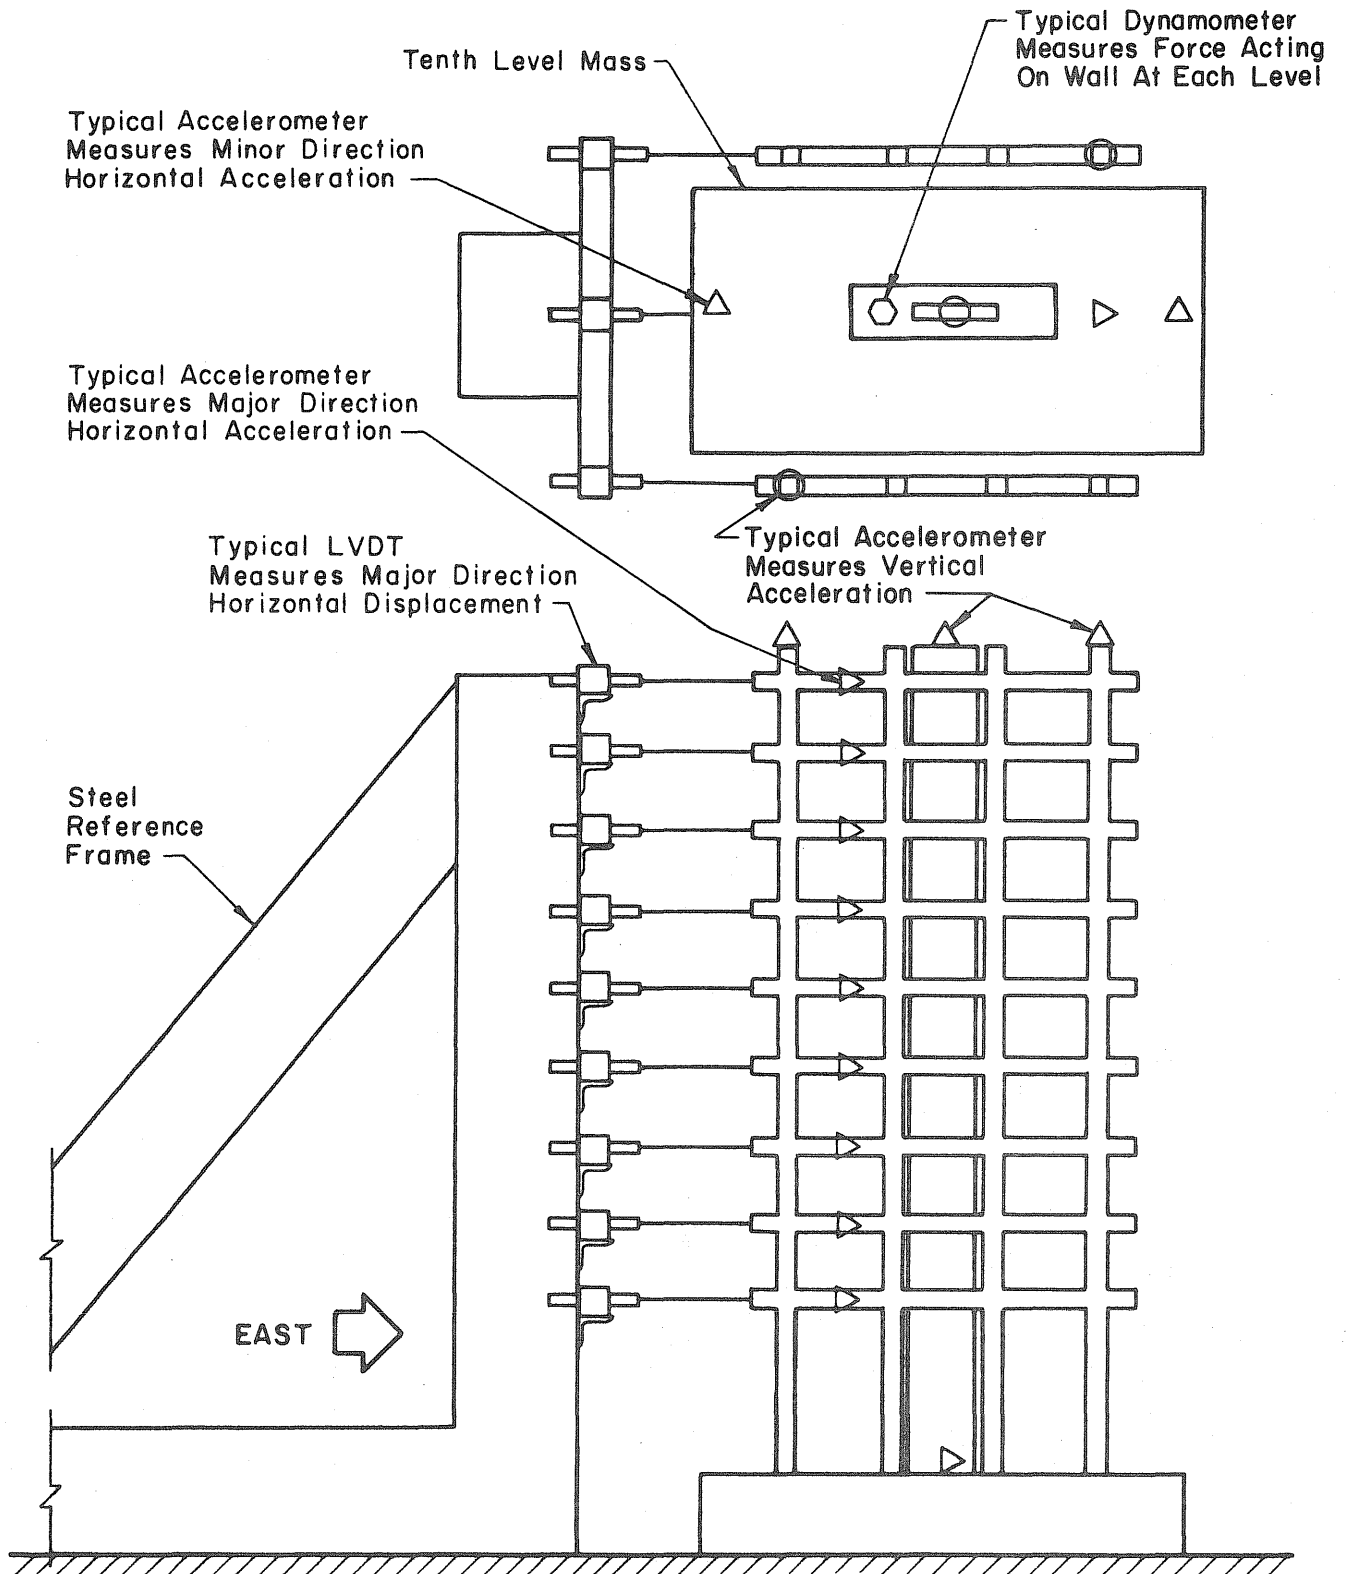 Typical Dynamometer
Measures Force Acting
On Wall At Each Level
Tenth Level Mass
Typical Accelerometer
Measures Minor Direction
Horizontal Acceleration
Typical Accelerometer
Measures Major Direction
Horizontal Acceleration
Typical LVDT
Measures Major Direction
Horizontal Displacement
Typical Accelerometer
Measures Vertical
Acceleration
Steel
Reference
Frame
EAST